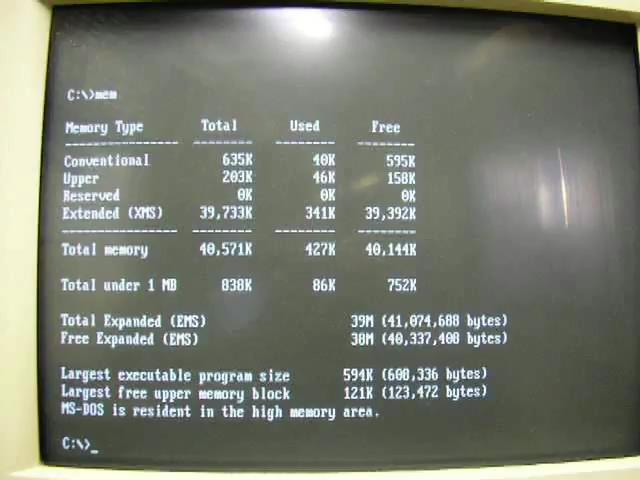 C:\>mem
Memory Type Total Used Free
---------------- -------- -------- --------
Conventional 635K 40K 595K
Upper 203K 46K 158K
Reserved 0K 0K 0K
Extended (XMS) 39,733K 341K 39,392K
---------------- -------- -------- --------
Total memory 40,571K 427K 40,144K
Total under 1 MB 838K 86K 752K
Total Expanded (EMS) 39M (41,074,688 bytes)
Free Expanded (EMS) 38M (40,337,408 bytes)
Largest executable program size 594K (608,336 bytes)
Largest free upper memory block 121K (123,472 bytes)
MS-DOS is resident in the high memory area.
C:\>_